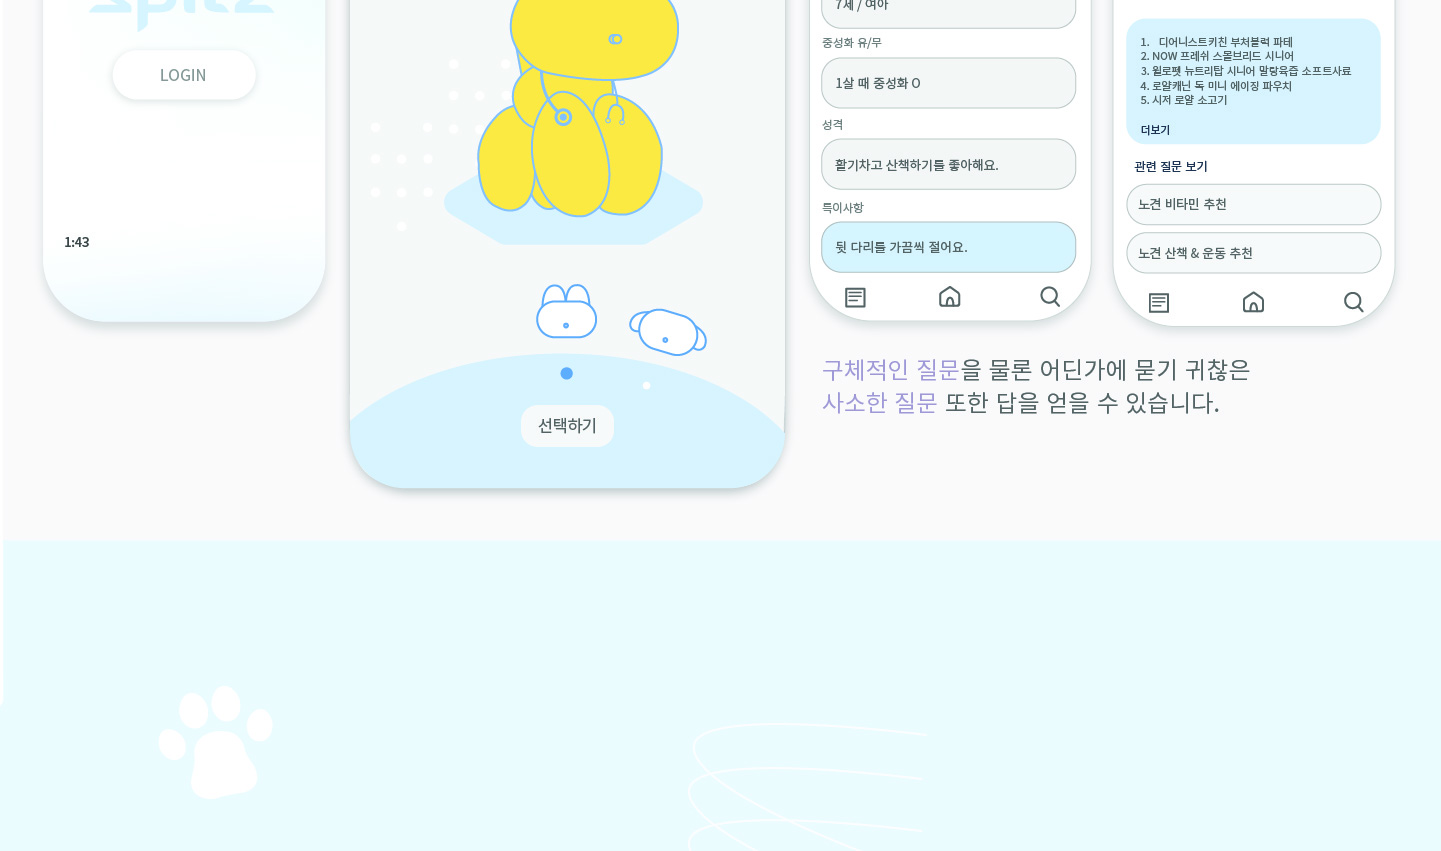 spitz
LOGIN
1:43
선택하기
7세 / 여아
중성화 유/무
1살 때 중성화 O
성격
활기차고 산책하기를 좋아해요.
특이사항
뒷 다리를 가끔씩 절어요.
1. 디어니스트키친 부처블럭 파테
2. NOW 프레쉬 스몰브리드 시니어
3. 윌로펫 뉴트리탑 시니어 말랑육즙 소프트사료
4. 로얄캐닌 독 미니 에이징 파우치
5. 시저 로얄 소고기
더보기
관련 질문 보기
노견 비타민 추천
노견 산책 & 운동 추천
구체적인 질문을 물론 어딘가에 묻기 귀찮은
사소한 질문 또한 답을 얻을 수 있습니다.